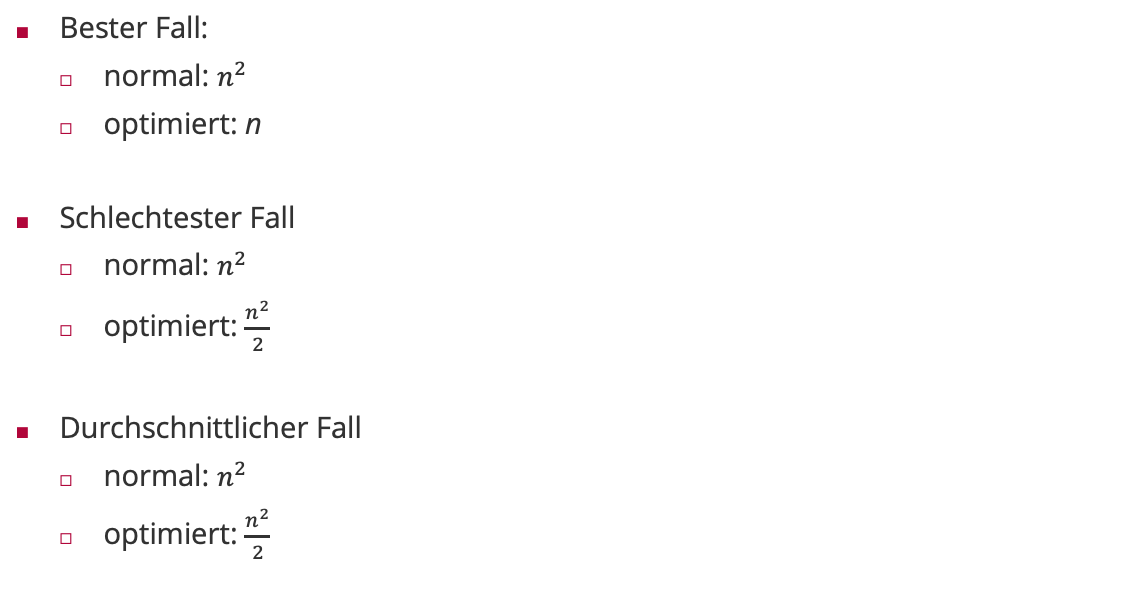 Bester Fall:
normal: n²
optimiert: n
Schlechtester Fall
normal: n²
optimiert: n²/2
Durchschnittlicher Fall
normal: n²
optimiert: n²/2